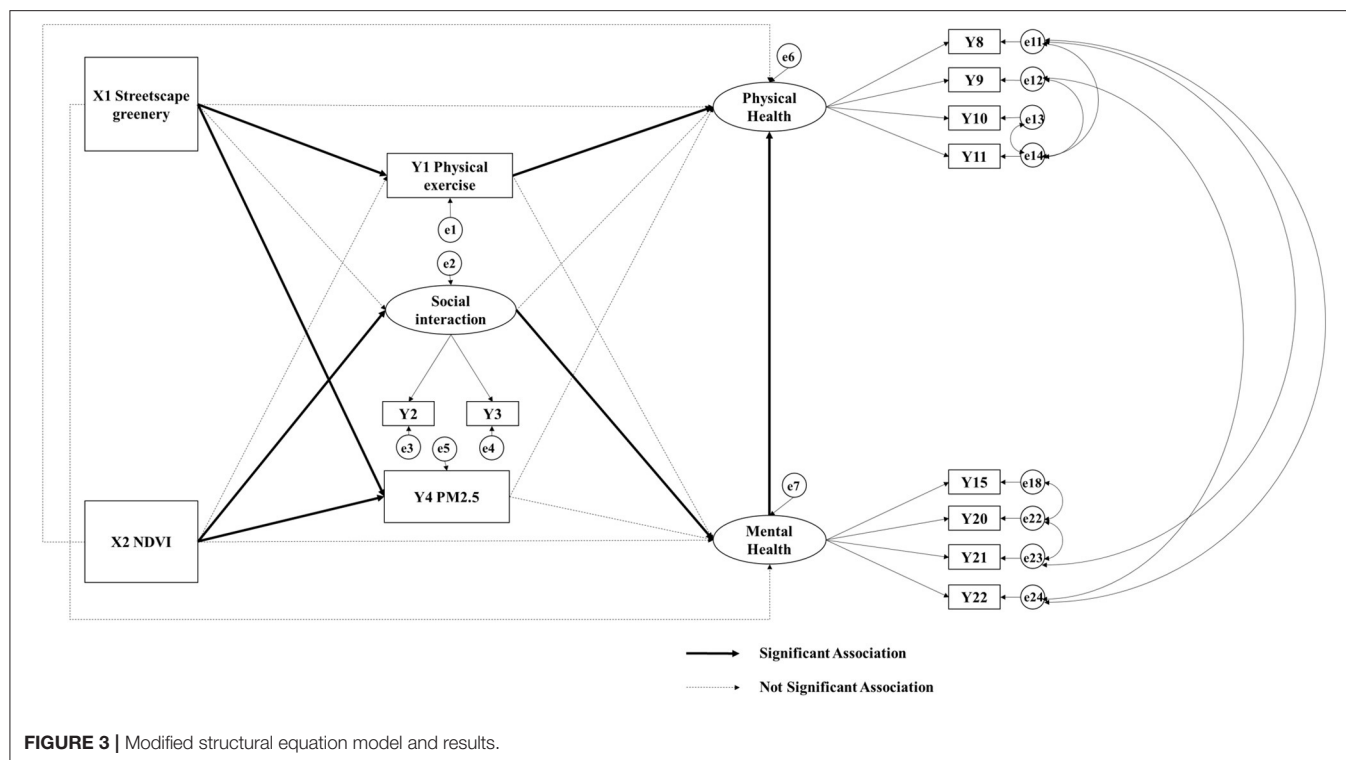 X1 Streetscape
greenery
X2 NDVI
Y1 Physical
exercise
e1
e2
Social
interaction
Y2
Y3
e3
e5
e4
Y4 PM2.5
e6
Physical
Health
e7
Mental
Health
Y8
e11
Y9
e12
Y10
e13
Y11
e14
Y15
e18
Y20
e22
Y21
e23
Y22
e24
Significant Association
Not Significant Association
FIGURE 3 | Modified structural equation model and results.